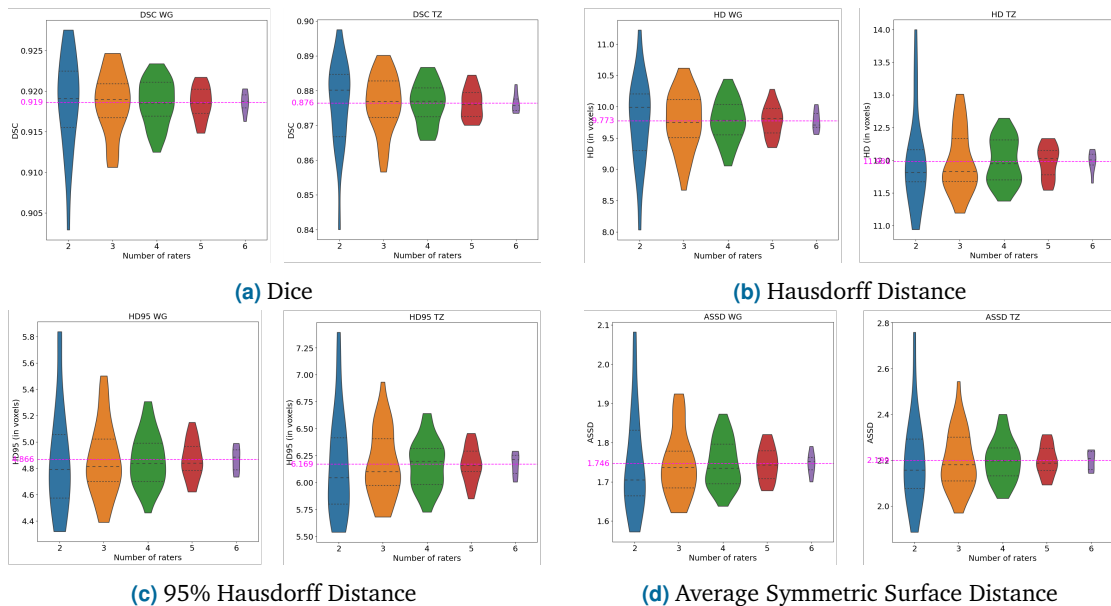 DSC WG
DSC TZ
HD WG
HD TZ
0.925
0.920
0.919
0.915
0.910
0.905
DSC
2 3 4 5 6
Number of raters
0.90
0.89
0.88
0.876
0.87
0.86
0.85
0.84
DSC
2 3 4 5 6
Number of raters
11.0
10.5
10.0
9.5
9.0
8.5
8.0
HD (in voxels)
2 3 4 5 6
Number of raters
14.0
13.5
13.0
12.5
12.0
11.5
11.0
HD (in voxels)
2 3 4 5 6
Number of raters
(a) Dice
(b) Hausdorff Distance
HD95 WG
HD95 TZ
ASSD WG
ASSD TZ
5.8
5.6
5.4
5.2
5.0
4.8
4.6
4.4
HD95 (in voxels)
2 3 4 5 6
Number of raters
7.25
7.00
6.75
6.50
6.25
6.169
6.00
5.75
5.50
HD95 (in voxels)
2 3 4 5 6
Number of raters
2.1
2.0
1.9
1.8
1.746
1.7
1.6
ASSD
2 3 4 5 6
Number of raters
2.8
2.6
2.4
2.2
2.0
ASSD
2 3 4 5 6
Number of raters
(c) 95% Hausdorff Distance
(d) Average Symmetric Surface Distance